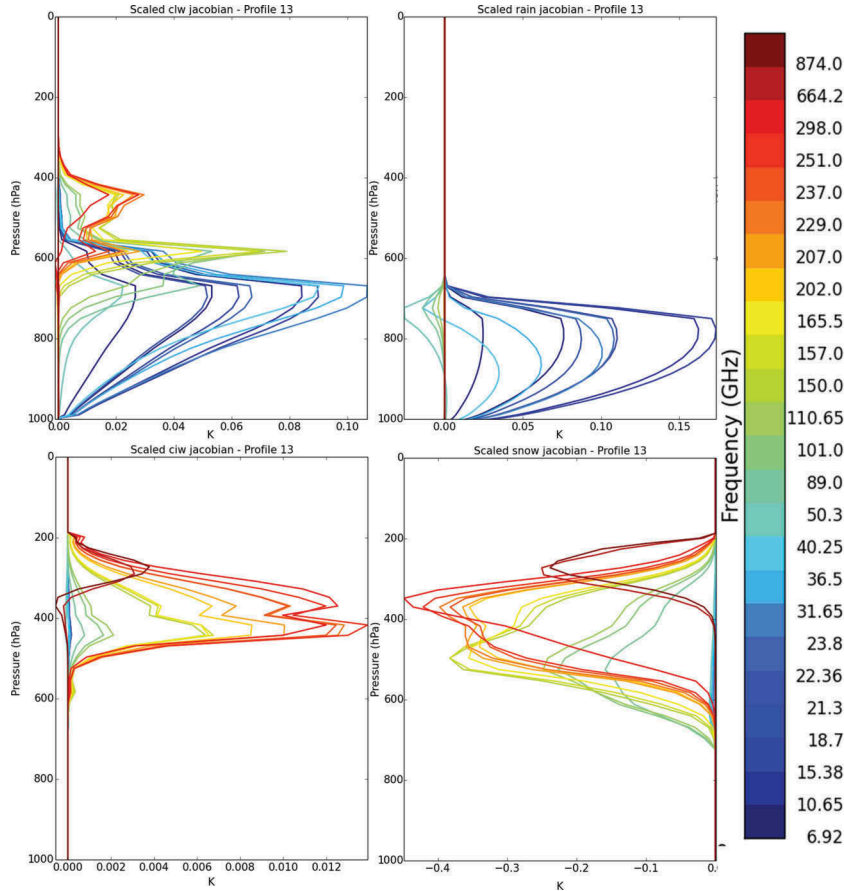 Scaled clw jacobian - Profile 13
0
200
400
600
800
1000
Pressure (hPa)
0.00 0.02 0.04 0.06 0.08 0.10
K
Scaled rain jacobian - Profile 13
0
200
400
600
800
1000
Pressure (hPa)
0.00 0.05 0.10 0.15
K
Scaled ciw jacobian - Profile 13
0
200
400
600
800
1000
Pressure (hPa)
0.000 0.002 0.004 0.006 0.008 0.010 0.012
K
Scaled snow jacobian - Profile 13
0
200
400
600
800
1000
Pressure (hPa)
−0.4 −0.3 −0.2 −0.1
K
Frequency (GHz)
874.0
664.2
298.0
251.0
237.0
229.0
207.0
202.0
165.5
157.0
150.0
110.65
101.0
89.0
50.3
40.25
36.5
31.65
23.8
22.36
21.3
18.7
15.38
10.65
6.92